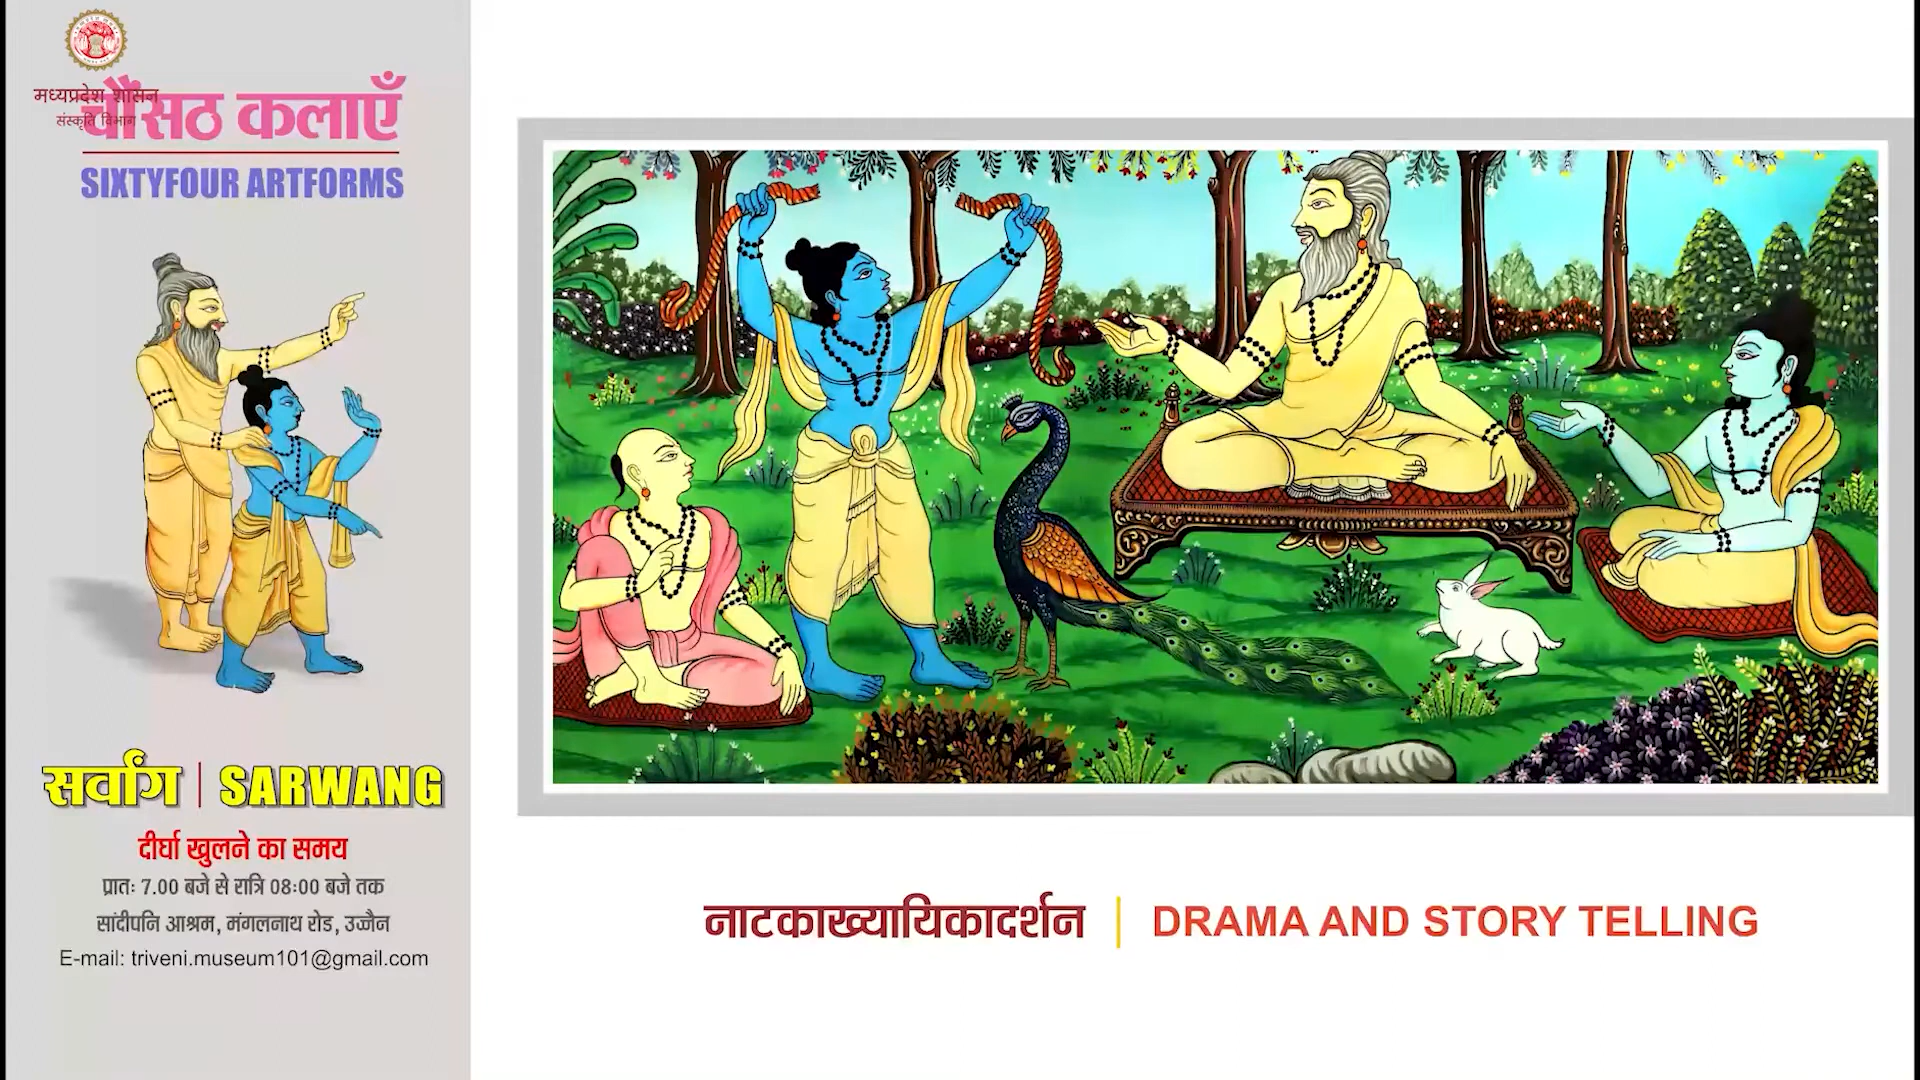 मध्यप्रदेश शासन
संस्कृति विभाग
चौंसठ कलाएँ
SIXTYFOUR ARTFORMS
सर्वांग | SARWANG
दीर्घा खुलने का समय
प्रातः 7.00 बजे से रात्रि 08:00 बजे तक
सांदीपनि आश्रम, मंगलनाथ रोड, उज्जैन
E-mail: triveni.museum101@gmail.com
नाटकाख्यायिकादर्शन | DRAMA AND STORY TELLING